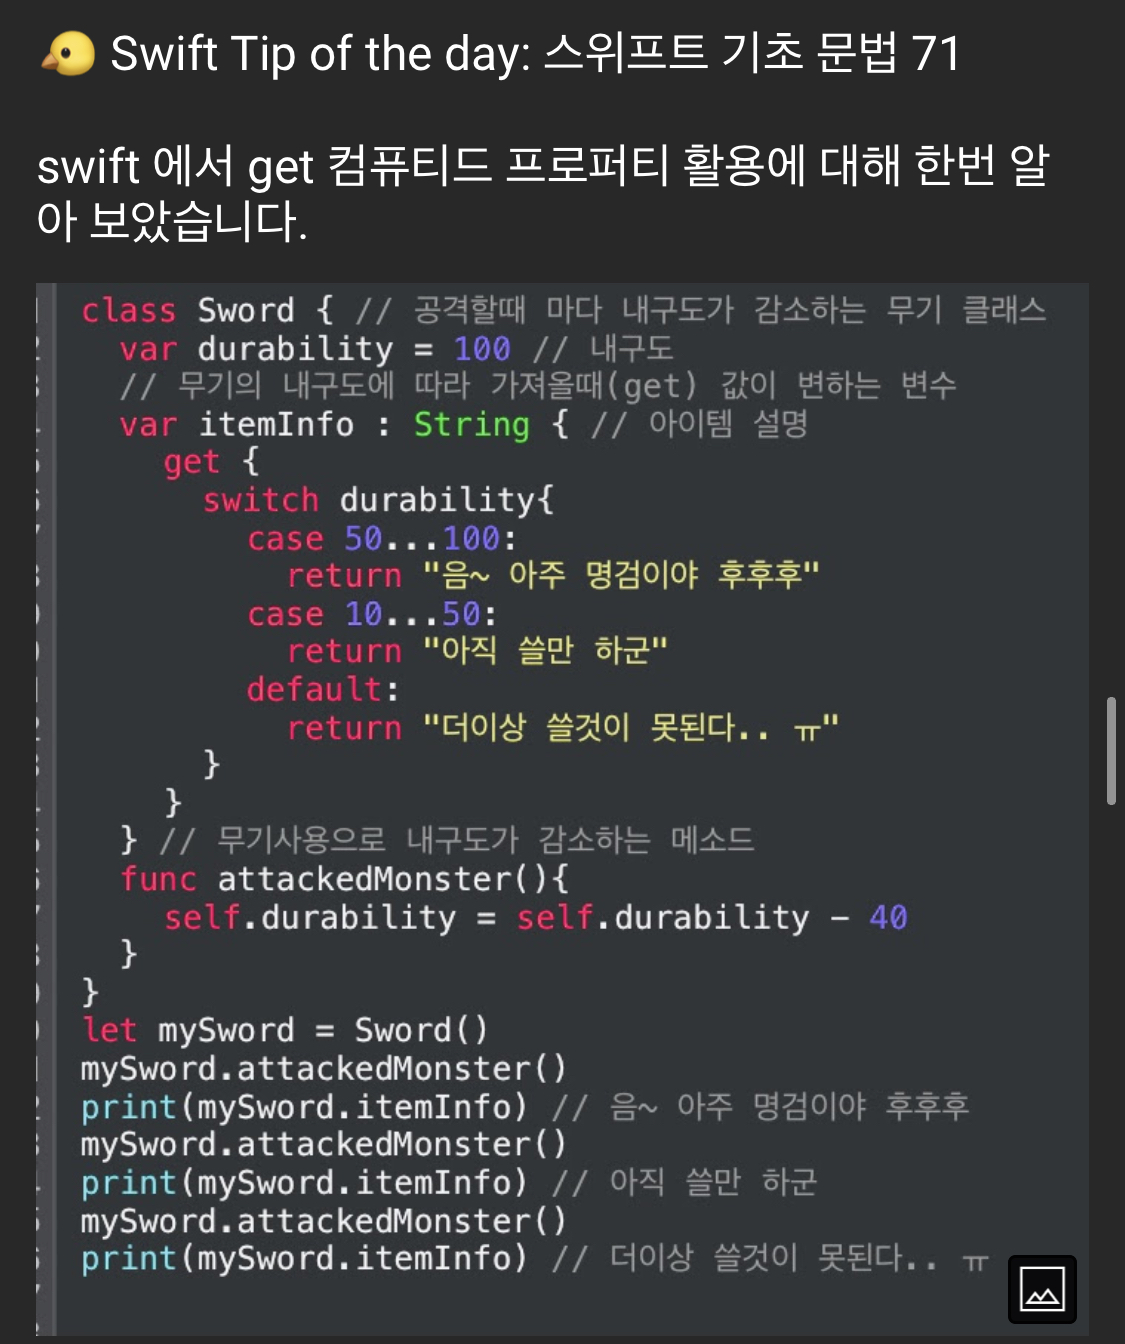 🐤 Swift Tip of the day: 스위프트 기초 문법 71
swift 에서 get 컴퓨티드 프로퍼티 활용에 대해 한번 알
아 보았습니다.
class Sword { // 공격할때 마다 내구도가 감소하는 무기 클래스
var durability = 100 // 내구도
// 무기의 내구도에 따라 가져올때(get) 값이 변하는 변수
var itemInfo : String { // 아이템 설명
get {
switch durability{
case 50...100:
return "음~ 아주 명검이야 후후후"
case 10...50:
return "아직 쓸만 하군"
default:
return "더이상 쓸것이 못된다.. ㅠ"
}
}
} // 무기사용으로 내구도가 감소하는 메소드
func attackedMonster(){
self.durability = self.durability - 40
}
}
let mySword = Sword()
mySword.attackedMonster()
print(mySword.itemInfo) // 음~ 아주 명검이야 후후후
mySword.attackedMonster()
print(mySword.itemInfo) // 아직 쓸만 하군
mySword.attackedMonster()
print(mySword.itemInfo) // 더이상 쓸것이 못된다.. ㅠ